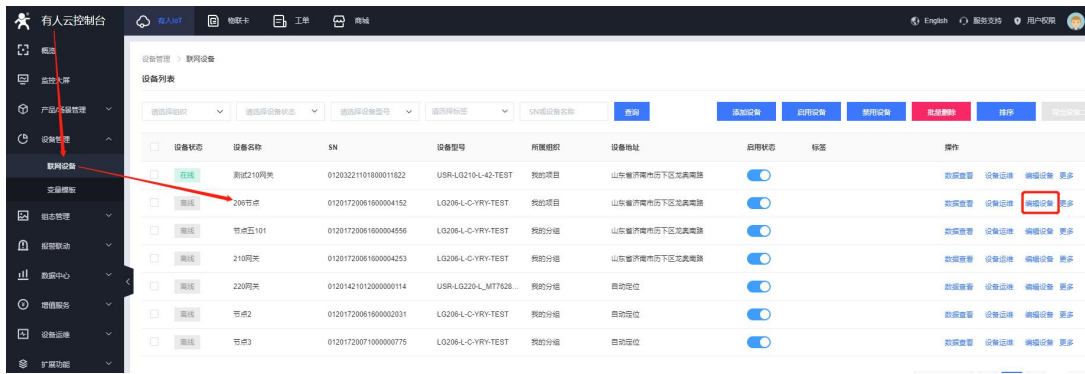 有人云控制台 有人IoT 物联卡 工单 商城 English 服务支持 用户权限
概览
设备管理 > 联网设备
监控大屏
设备列表
产品/场景管理
请选择组织 请选择设备状态 请选择设备型号 请选择标签 SN或设备名称 查询 添加设备 启用设备 禁用设备 批量删除 排序
设备管理
设备状态 设备名称 SN 设备型号 所属组织 设备地址 启用状态 标签 操作
联网设备
在线 测试210网关 01203221101800011822 USR-LG210-L-42-TEST 我的项目 山东省济南市历下区龙奥南路 数据查看 设备运维 编辑设备 更多
变量模板
离线 206节点 01201720061600004152 LG206-L-C-YRY-TEST 我的项目 山东省济南市历下区龙奥南路 数据查看 设备运维 编辑设备 更多
组态管理
离线 节点五101 01201720061600004556 LG206-L-C-YRY-TEST 我的分组 山东省济南市历下区龙奥南路 数据查看 设备运维 编辑设备 更多
报警联动
离线 210网关 01201720061600004253 LG206-L-C-YRY-TEST 我的分组 山东省济南市历下区龙奥南路 数据查看 设备运维 编辑设备 更多
数据中心
离线 220网关 01201421012000000114 USR-LG220-L_MT7628... 我的分组 自动定位 数据查看 设备运维 编辑设备 更多
增值服务
离线 节点2 01201720061600002031 LG206-L-C-YRY-TEST 我的分组 自动定位 数据查看 设备运维 编辑设备 更多
设备运维
离线 节点3 01201720071600000775 LG206-L-C-YRY-TEST 我的分组 自动定位 数据查看 设备运维 编辑设备 更多
扩展功能